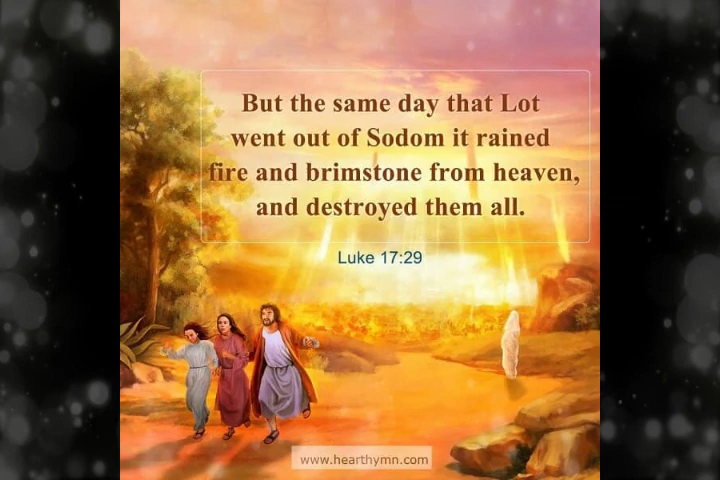 But the same day that Lot
went out of Sodom it rained
fire and brimstone from heaven,
and destroyed them all.
Luke 17:29
www.hearthymn.com